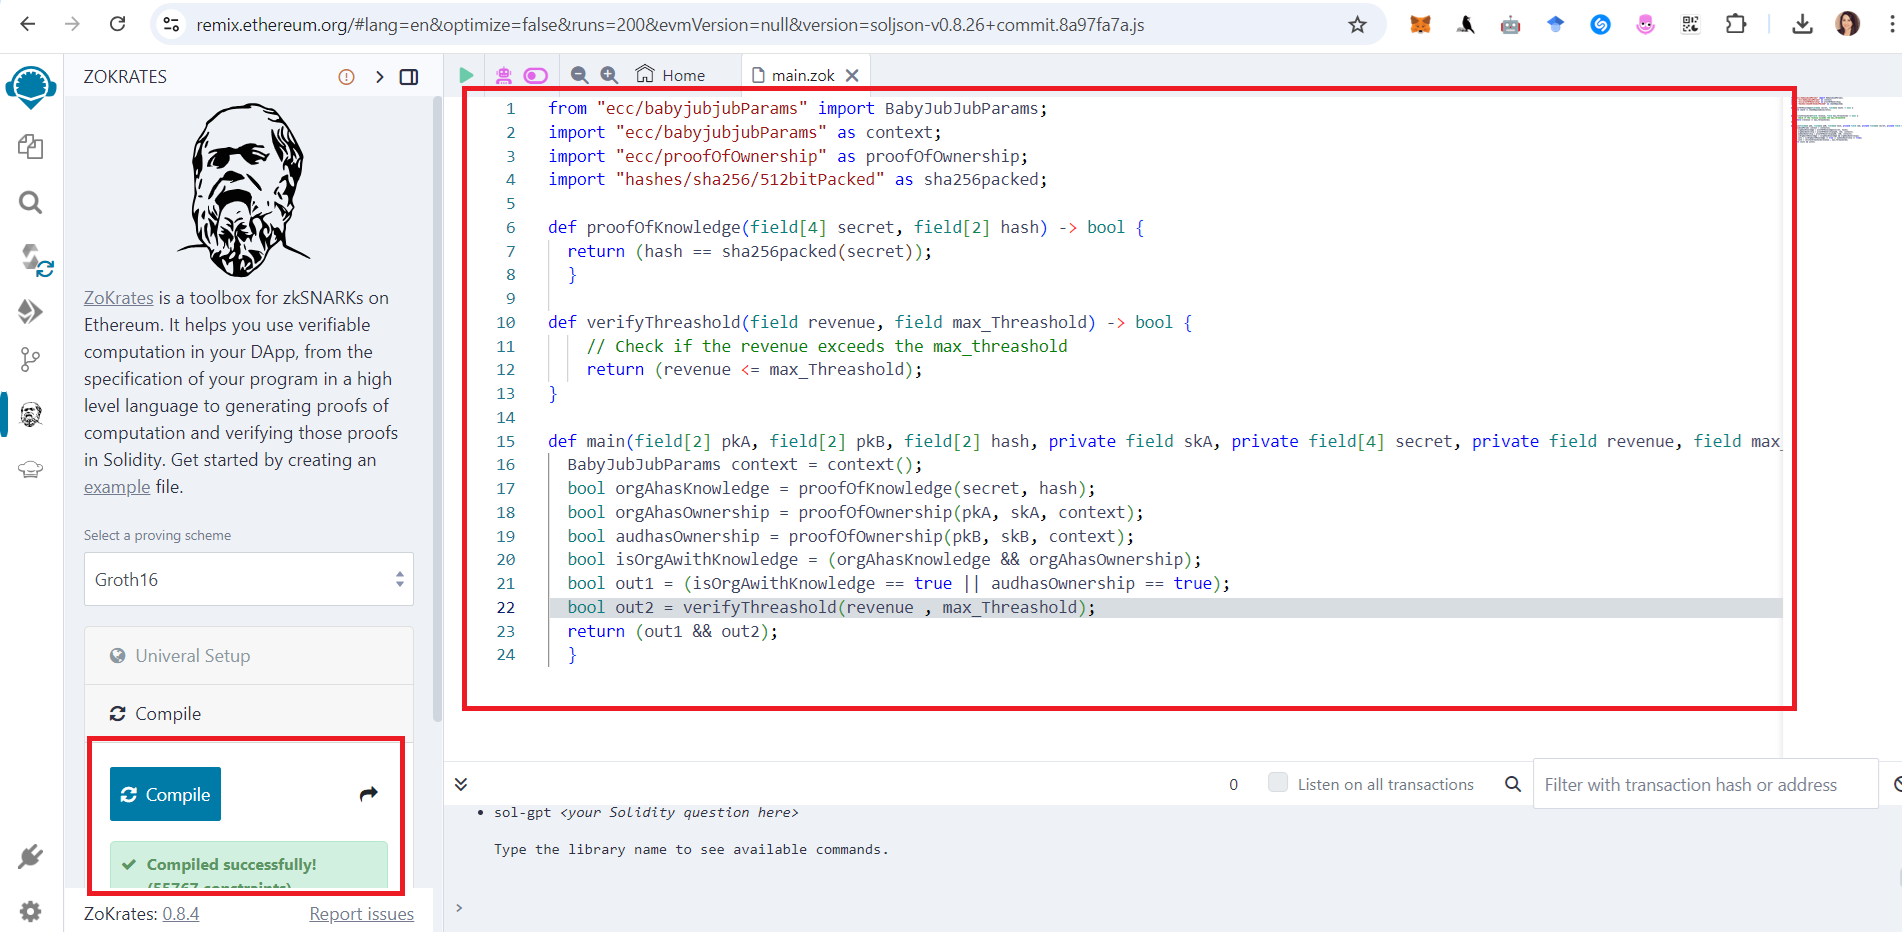 remix.ethereum.org/#lang=en&optimize=false&runs=200&evmVersion=null&version=soljson-v0.8.26+commit.8a97fa7a.js
ZOKRATES
ZoKrates is a toolbox for zkSNARKs on
Ethereum. It helps you use verifiable
computation in your DApp, from the
specification of your program in a high
level language to generating proofs of
computation and verifying those proofs
in Solidity. Get started by creating an
example file.
Select a proving scheme
Groth16
Univeral Setup
Compile
Compile
Compiled successfully!
(55767 constraints)
ZoKrates: 0.8.4
Report issues
Home
main.zok
1 from "ecc/babyjubjubParams" import BabyJubJubParams;
2 import "ecc/babyjubjubParams" as context;
3 import "ecc/proofOfOwnership" as proofOfOwnership;
4 import "hashes/sha256/512bitPacked" as sha256packed;
5
6 def proofOfKnowledge(field[4] secret, field[2] hash) -> bool {
7 return (hash == sha256packed(secret));
8 }
9
10 def verifyThreashold(field revenue, field max_Threashold) -> bool {
11 // Check if the revenue exceeds the max_threashold
12 return (revenue <= max_Threashold);
13 }
14
15 def main(field[2] pkA, field[2] pkB, field[2] hash, private field skA, private field[4] secret, private field revenue, field max_
16 BabyJubJubParams context = context();
17 bool orgAhasKnowledge = proofOfKnowledge(secret, hash);
18 bool orgAhasOwnership = proofOfOwnership(pkA, skA, context);
19 bool audhasOwnership = proofOfOwnership(pkB, skB, context);
20 bool isOrgAwithKnowledge = (orgAhasKnowledge && orgAhasOwnership);
21 bool out1 = (isOrgAwithKnowledge == true || audhasOwnership == true);
22 bool out2 = verifyThreashold(revenue , max_Threashold);
23 return (out1 && out2);
24 }
0
Listen on all transactions
Filter with transaction hash or address
• sol-gpt <your Solidity question here>
Type the library name to see available commands.
>